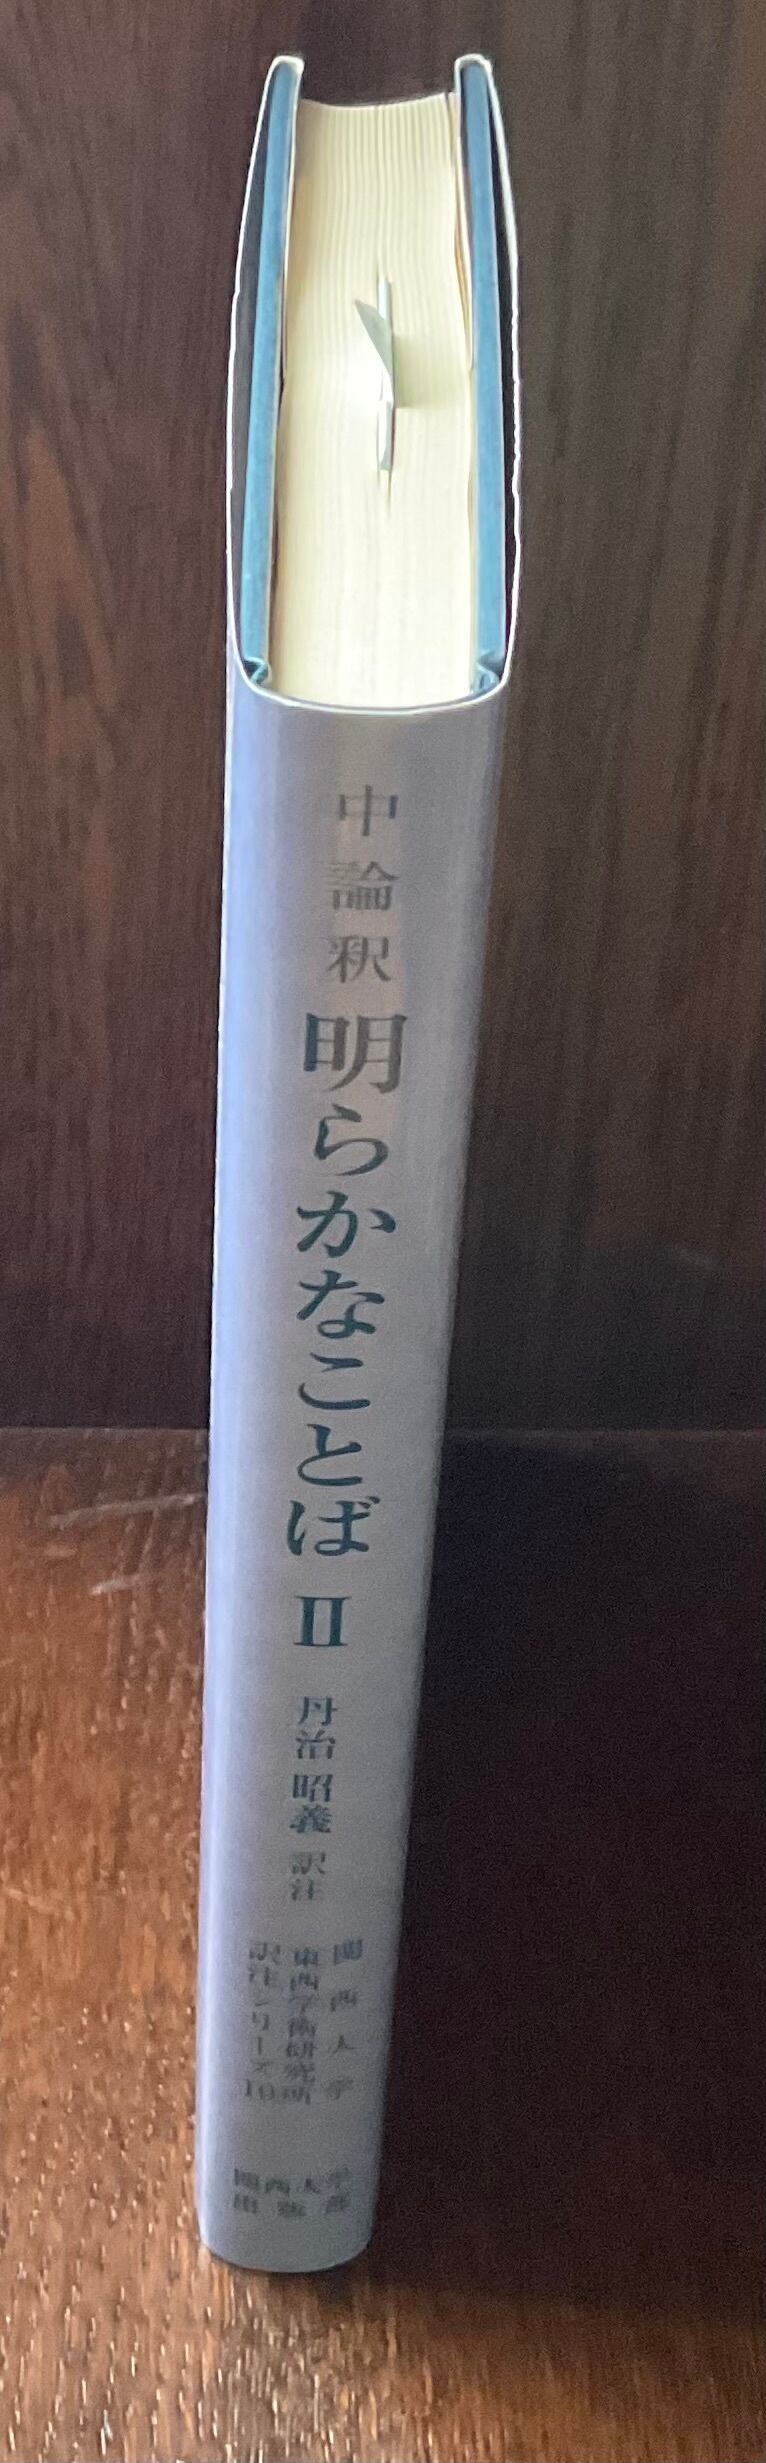 中論釈 明らかなことば II
丹治昭義 訳注
関西大学
東西学術研究所
訳注シリーズ10
関西大学
出版部